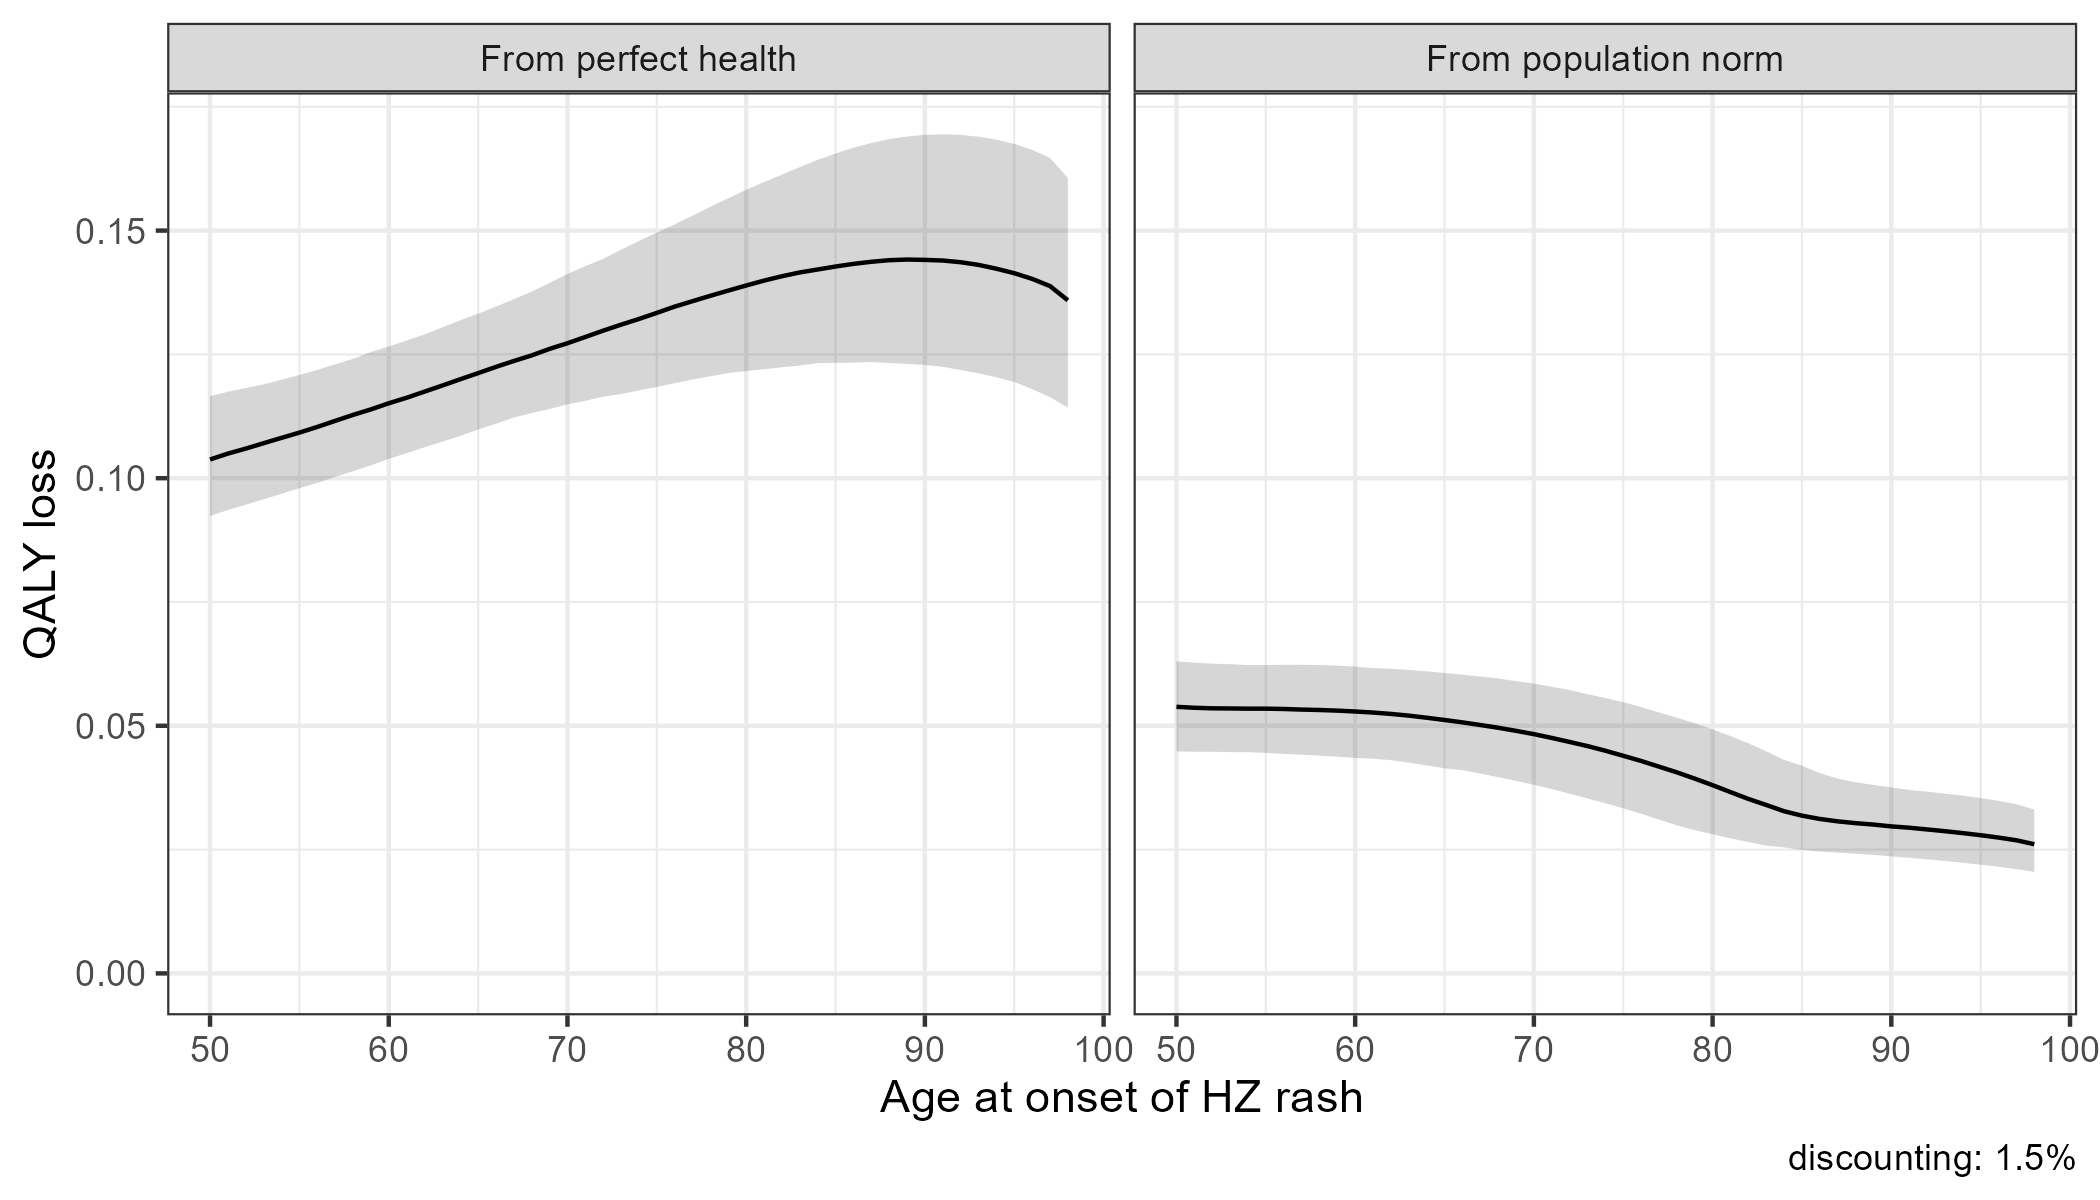 From perfect health
From population norm
QALY loss
0.15
0.10
0.05
0.00
50 60 70 80 90 100
50 60 70 80 90 100
Age at onset of HZ rash
discounting: 1.5%